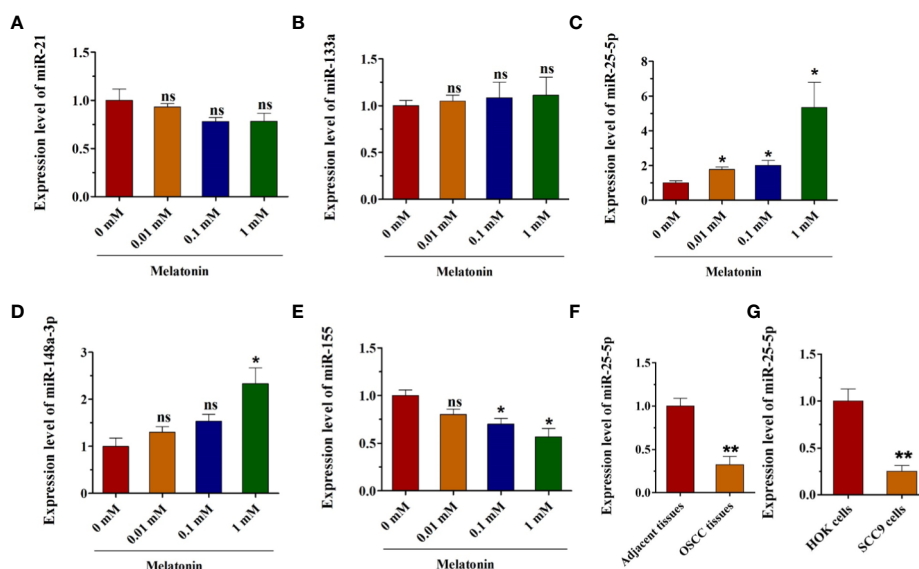 A
Expression level of miR-21
1.5
1.0
0.5
0.0
ns
ns
ns
0 mM
0.01 mM
0.1 mM
1 mM
Melatonin
B
Expression level of miR-133a
1.5
1.0
0.5
0.0
ns
ns
ns
0 mM
0.01 mM
0.1 mM
1 mM
Melatonin
C
Expression level of miR-25-5p
8
6
4
2
0
*
*
*
0 mM
0.01 mM
0.1 mM
1 mM
Melatonin
D
Expression level of miR-148a-3p
3
2
1
0
ns
ns
*
0 mM
0.01 mM
0.1 mM
1 mM
Melatonin
E
Expression level of miR-155
1.5
1.0
0.5
0.0
ns
*
*
0 mM
0.01 mM
0.1 mM
1 mM
Melatonin
F
Expression level of miR-25-5p
1.5
1.0
0.5
0.0
**
Adjacent tissues
OSCC tissues
G
Expression level of miR-25-5p
1.5
1.0
0.5
0.0
**
HOK cells
SCC9 cells